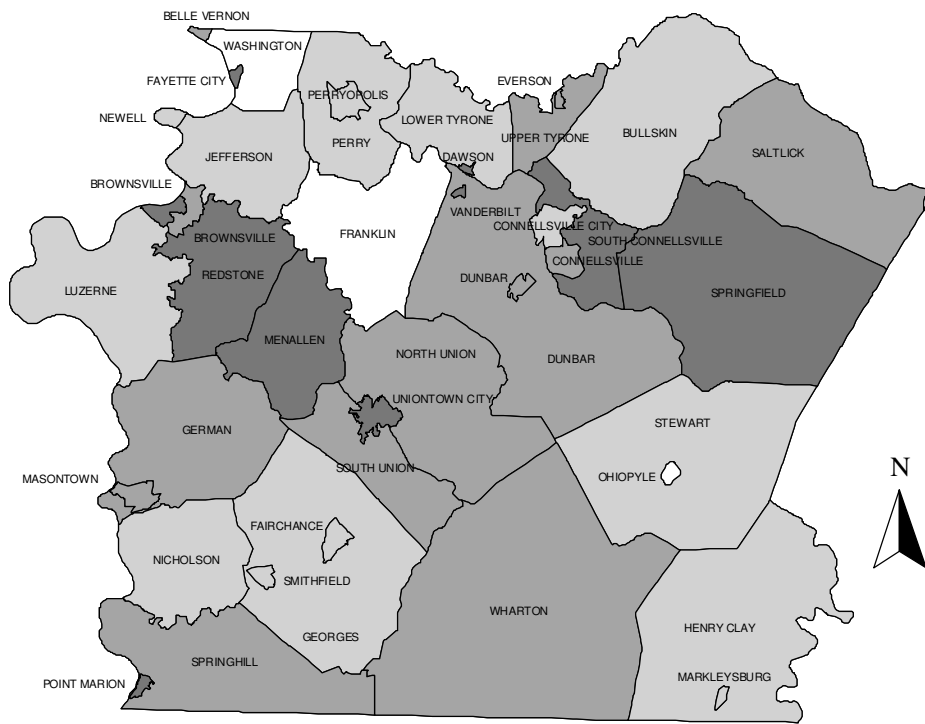 BELLE VERNON
WASHINGTON
FAYETTE CITY
EVERSON
PERRYOPOLIS
NEWELL
LOWER TYRONE
BULLSKIN
UPPER TYRONE
PERRY
SALTLICK
JEFFERSON
DAWSON
BROWNSVILLE
VANDERBILT
CONNELLSVILLE CITY
FRANKLIN
BROWNSVILLE
SOUTH CONNELLSVILLE
CONNELLSVILLE
REDSTONE
DUNBAR
LUZERNE
SPRINGFIELD
MENALLEN
NORTH UNION
DUNBAR
UNIONTOWN CITY
STEWART
GERMAN
SOUTH UNION
MASONTOWN
OHIOPYLE
N
FAIRCHANCE
NICHOLSON
SMITHFIELD
WHARTON
HENRY CLAY
GEORGES
SPRINGHILL
MARKLEYSBURG
POINT MARION